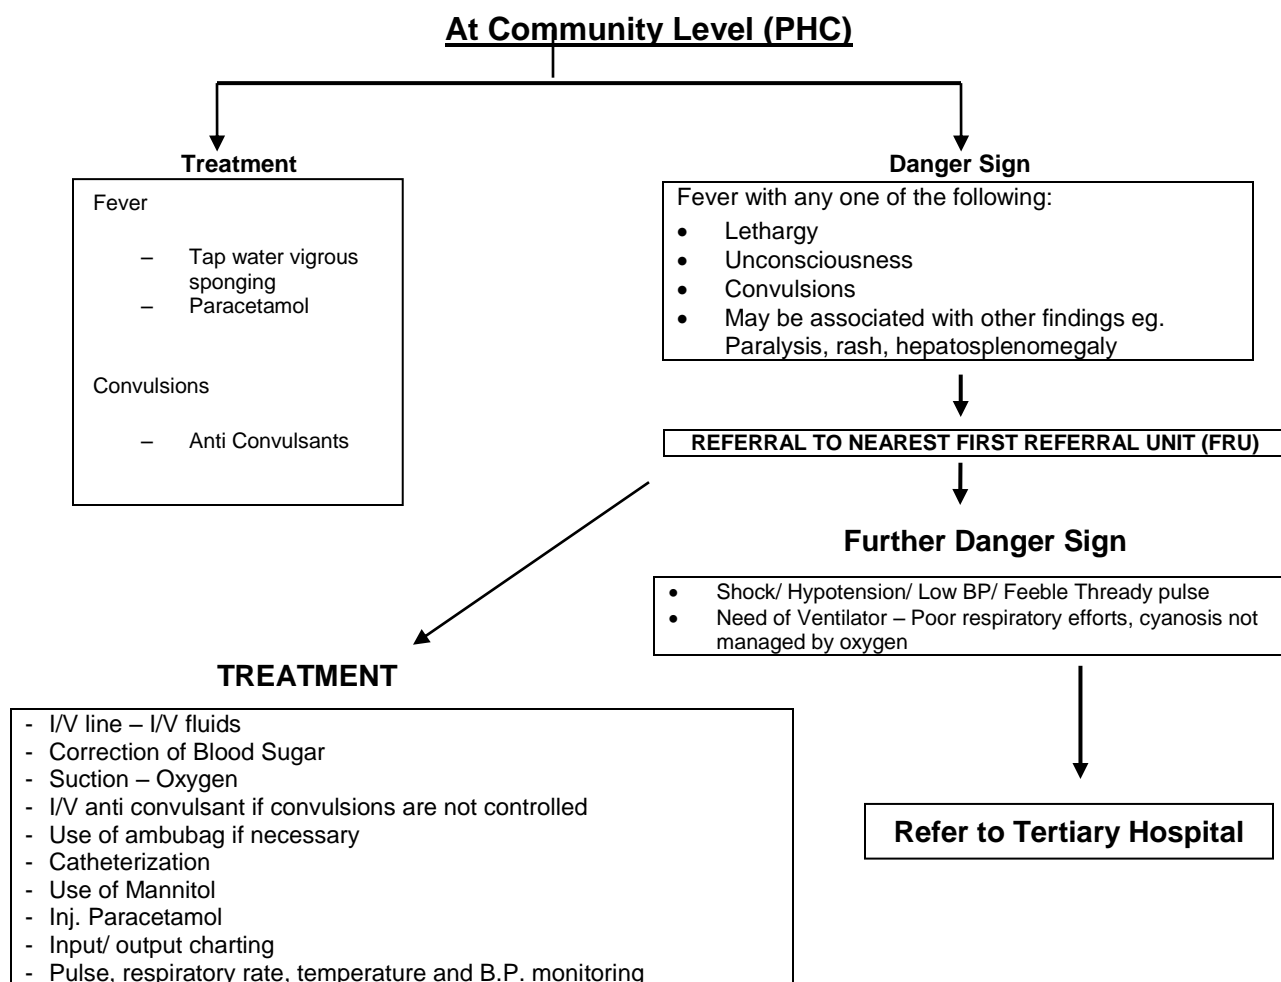 At Community Level (PHC)
Treatment
Fever
– Tap water vigrous
sponging
– Paracetamol
Convulsions
– Anti Convulsants
Danger Sign
Fever with any one of the following:
• Lethargy
• Unconsciousness
• Convulsions
• May be associated with other findings eg.
Paralysis, rash, hepatosplenomegaly
REFERRAL TO NEAREST FIRST REFERRAL UNIT (FRU)
Further Danger Sign
• Shock/ Hypotension/ Low BP/ Feeble Thready pulse
• Need of Ventilator – Poor respiratory efforts, cyanosis not
managed by oxygen
Refer to Tertiary Hospital
TREATMENT
- I/V line – I/V fluids
- Correction of Blood Sugar
- Suction – Oxygen
- I/V anti convulsant if convulsions are not controlled
- Use of ambubag if necessary
- Catheterization
- Use of Mannitol
- Inj. Paracetamol
- Input/ output charting
- Pulse, respiratory rate, temperature and B.P. monitoring